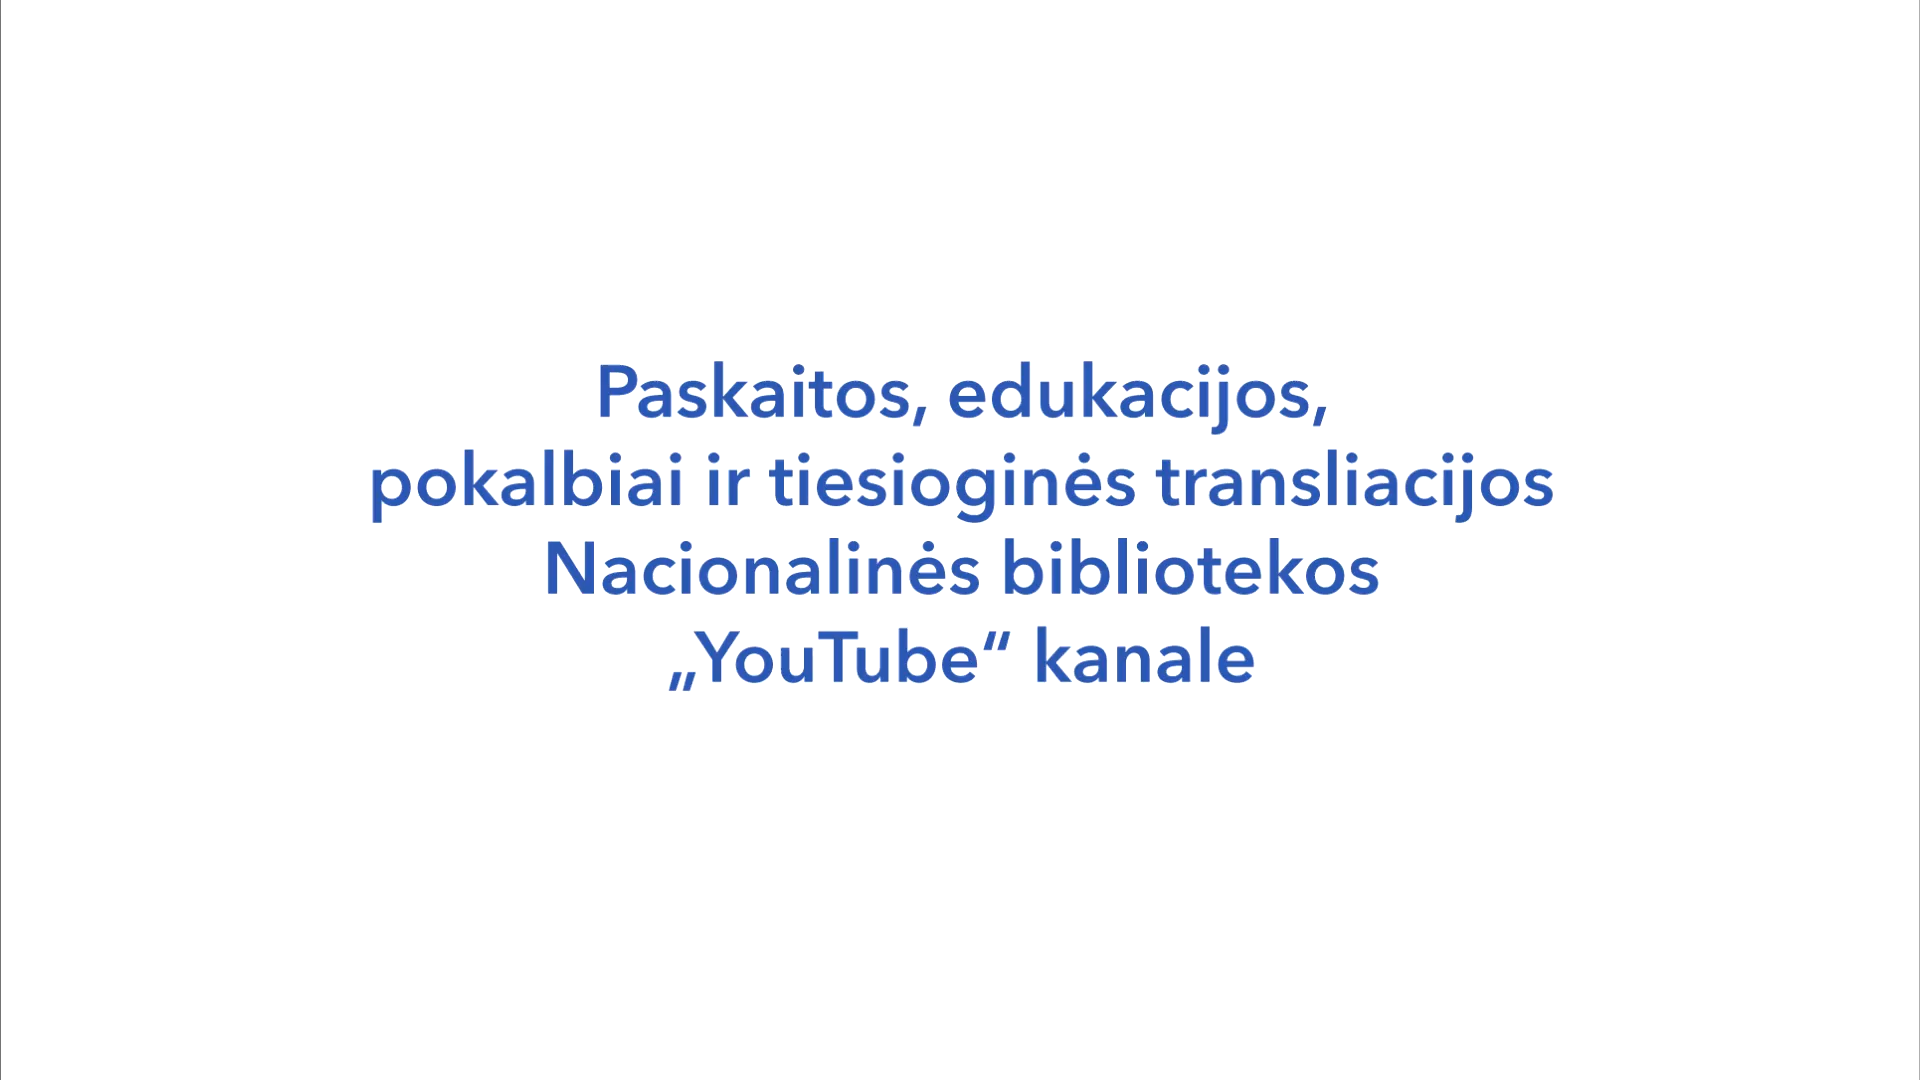 Paskaitos, edukacijos,
pokalbiai ir tiesioginės transliacijos
Nacionalinės bibliotekos
„YouTube“ kanale